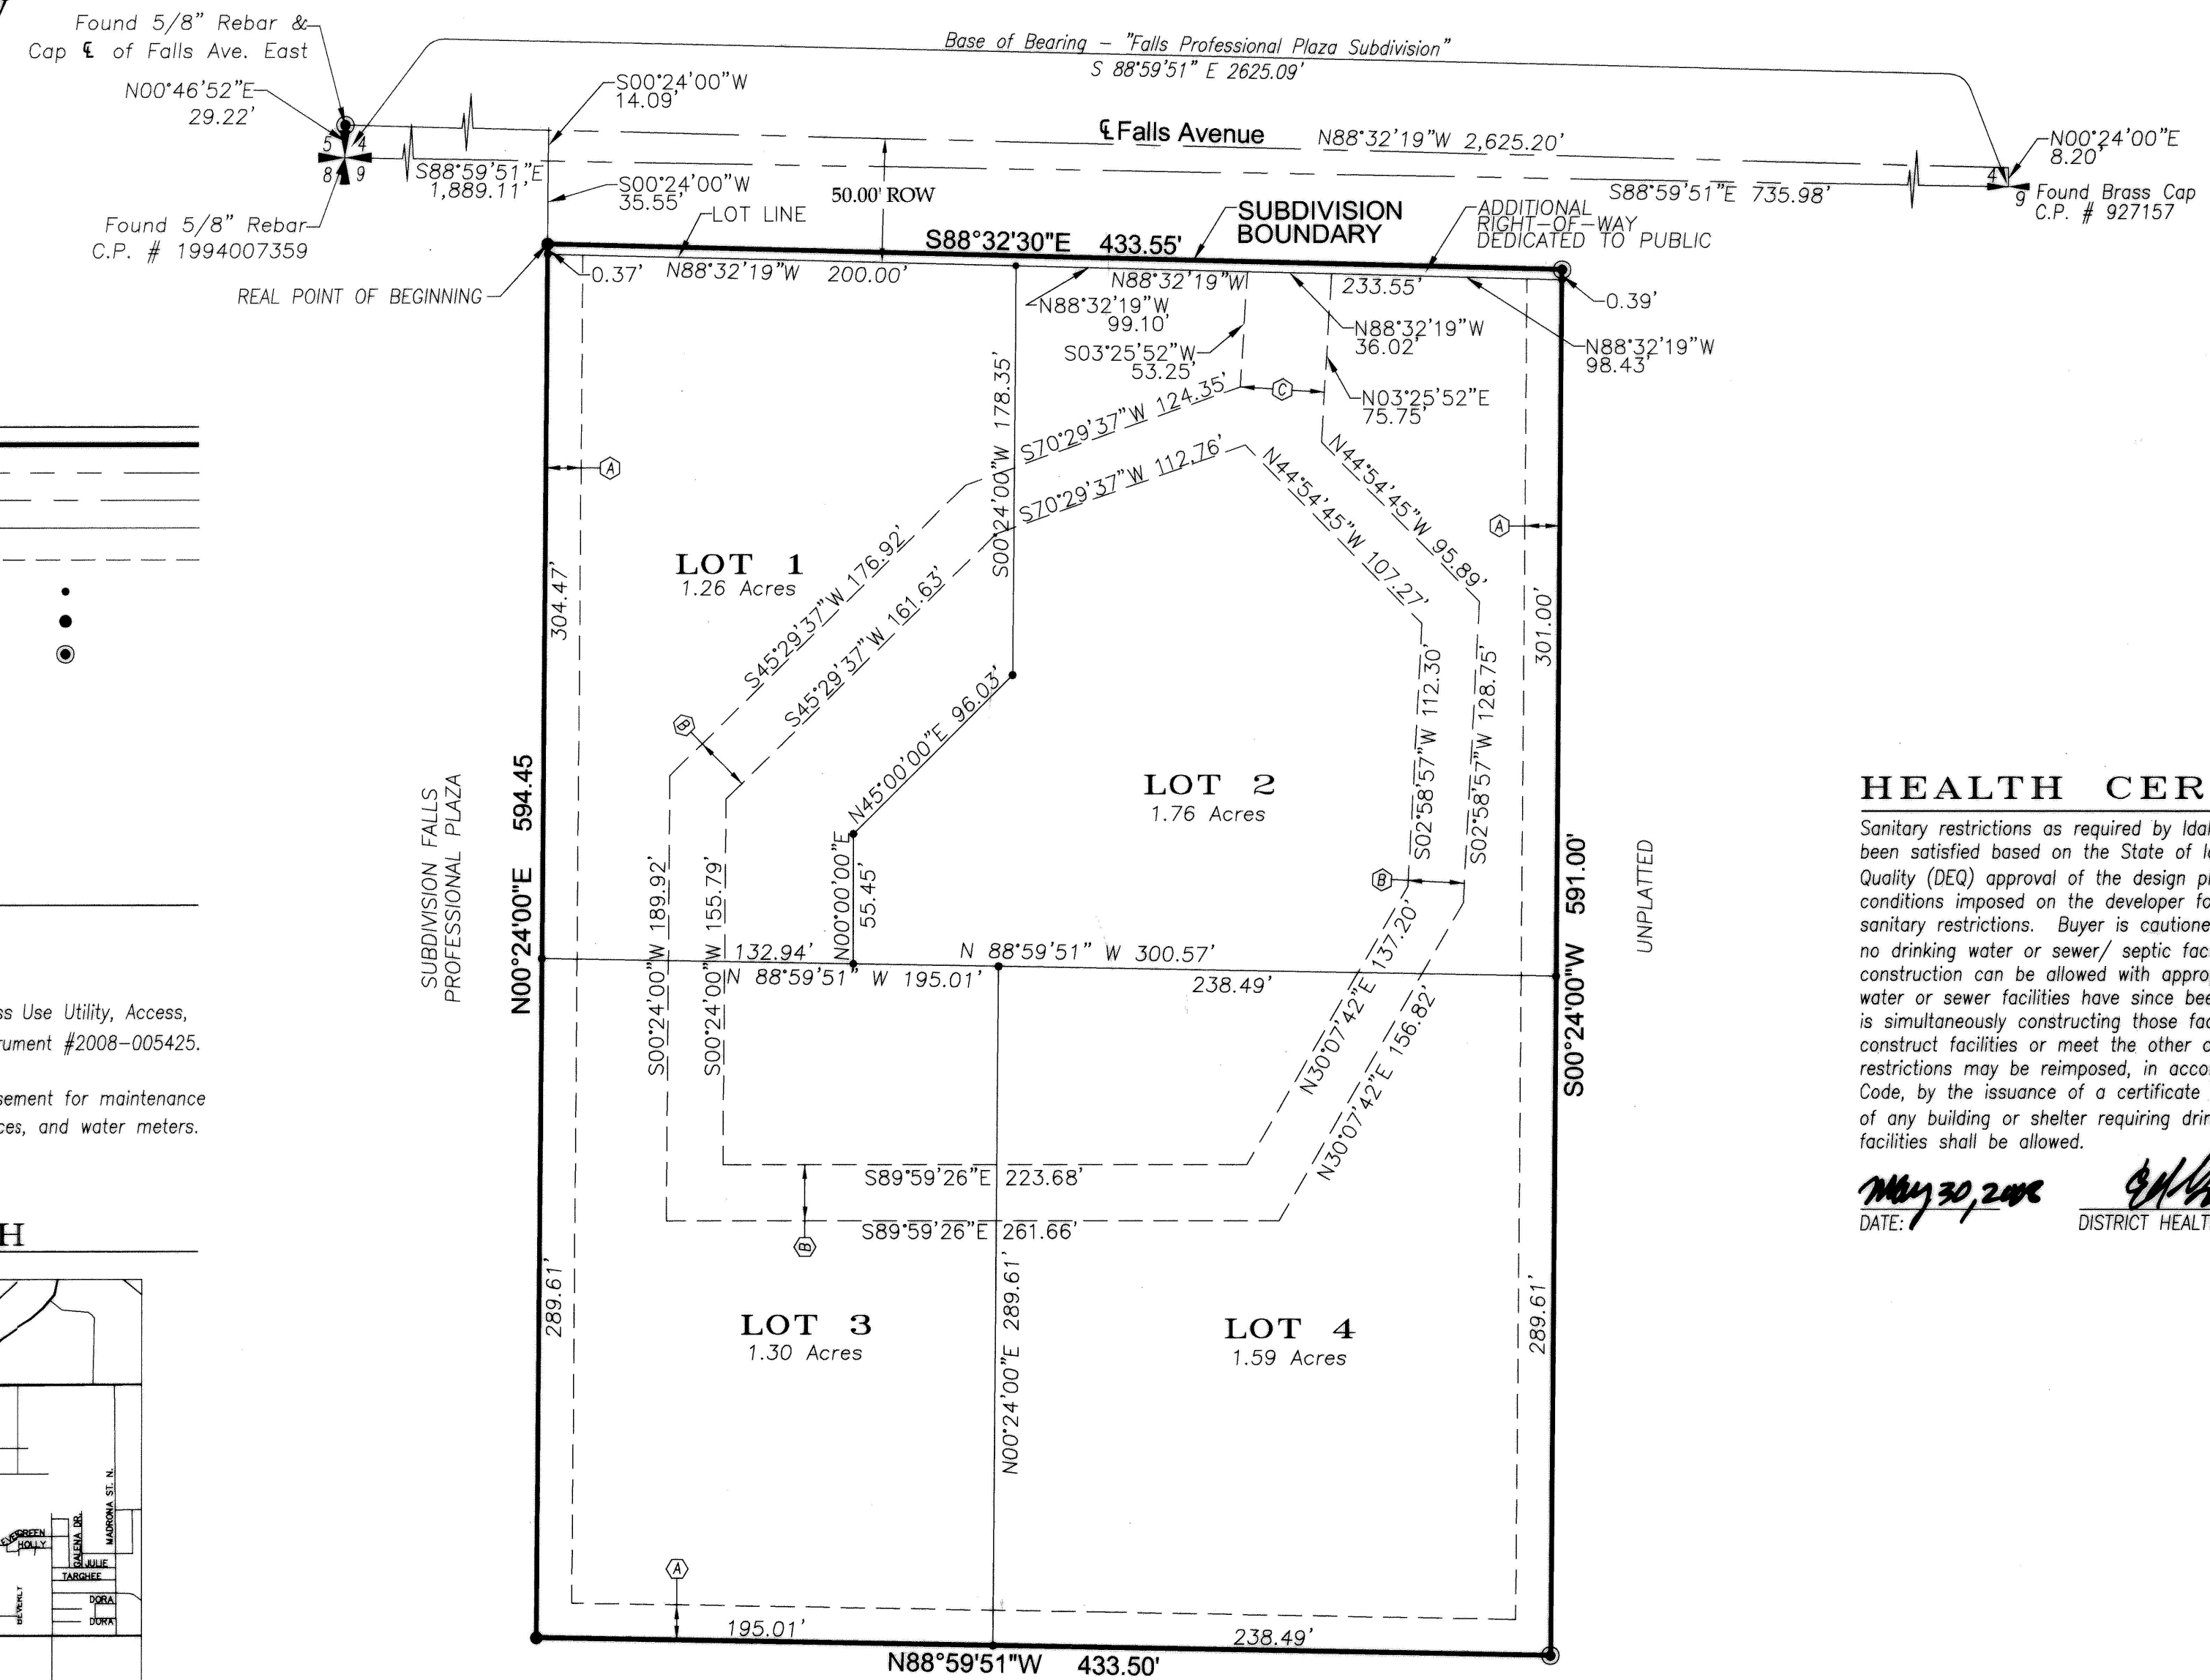 Found 5/8" Rebar &
Cap ℄ of Falls Ave. East
N00°46'52"E
29.22'
Base of Bearing – "Falls Professional Plaza Subdivision"
S 88°59'51" E 2625.09'
S00°24'00"W
14.09'
℄ Falls Avenue
N88°32'19"W 2,625.20'
N00°24'00"E
8.20'
5 4
8 9
S88°59'51"E
1,889.11'
S00°24'00"W
35.55'
50.00' ROW
S88°59'51"E 735.98'
4
9
Found Brass Cap
C.P. # 927157
Found 5/8" Rebar
C.P. # 1994007359
LOT LINE
SUBDIVISION
BOUNDARY
ADDITIONAL
RIGHT-OF-WAY
DEDICATED TO PUBLIC
S88°32'30"E 433.55'
REAL POINT OF BEGINNING
0.37'
N88°32'19"W 200.00'
N88°32'19"W
233.55'
0.39'
N88°32'19"W
99.10'
N88°32'19"W
36.02'
N88°32'19"W
98.43'
S03°25'52"W
53.25'
C
N03°25'52"E
75.75'
S00°24'00"W 178.35'
S70°29'37"W 124.35'
S70°29'37"W 112.76'
N44°54'45"W 95.89'
N44°54'45"W 107.27'
A
A
LOT 1
1.26 Acres
304.47'
S45°29'37"W 176.92'
S45°29'37"W 161.63'
301.00'
S02°58'57"W 112.30'
S02°58'57"W 128.75'
B
N45°00'00"E 96.03'
LOT 2
1.76 Acres
SUBDIVISION FALLS
PROFESSIONAL PLAZA
N00°24'00"E 594.45
S00°24'00"W 189.92'
S00°24'00"W 155.79'
N00°00'00"E
55.45'
B
S00°24'00"W 591.00'
UNPLATTED
132.94'
N 88°59'51" W 300.57'
N 88°59'51" W 195.01'
238.49'
N30°07'42"E 137.20'
N30°07'42"E 156.82'
S89°59'26"E 223.68'
S89°59'26"E 261.66'
B
289.61'
N00°24'00"E 289.61'
289.61'
LOT 3
1.30 Acres
LOT 4
1.59 Acres
A
195.01'
238.49'
N88°59'51"W 433.50'
HEALTH CER
Sanitary restrictions as required by Idah
been satisfied based on the State of Id
Quality (DEQ) approval of the design pl
conditions imposed on the developer fo
sanitary restrictions. Buyer is cautione
no drinking water or sewer/ septic faci
construction can be allowed with appro
water or sewer facilities have since bee
is simultaneously constructing those fac
construct facilities or meet the other c
restrictions may be reimposed, in acco
Code, by the issuance of a certificate
of any building or shelter requiring drin
facilities shall be allowed.
May 30, 2008
DATE:
DISTRICT HEALT
ss Use Utility, Access,
rument #2008-005425.
sement for maintenance
ces, and water meters.
H
EVERGREEN
HOLLY
GALENA DR.
MADRONA ST. N.
JULIE
TARGHEE
DORA
DORA
BEVERLY